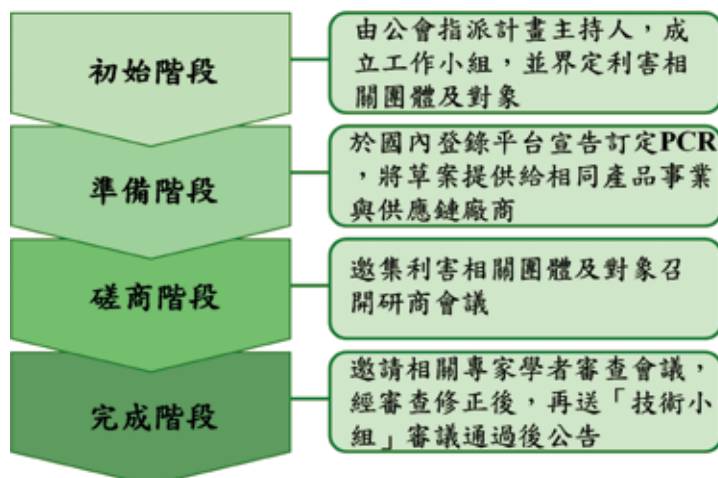 初始階段
由公會指派計畫主持人，成
立工作小組，並界定利害相
關團體及對象
準備階段
於國內登錄平台宣告訂定PCR
，將草案提供給相同產品事業
與供應鏈廠商
磋商階段
邀集利害相關團體及對象召
開研商會議
完成階段
邀請相關專家學者審查會議，
經審查修正後，再送「技術小
組」審議通過後公告